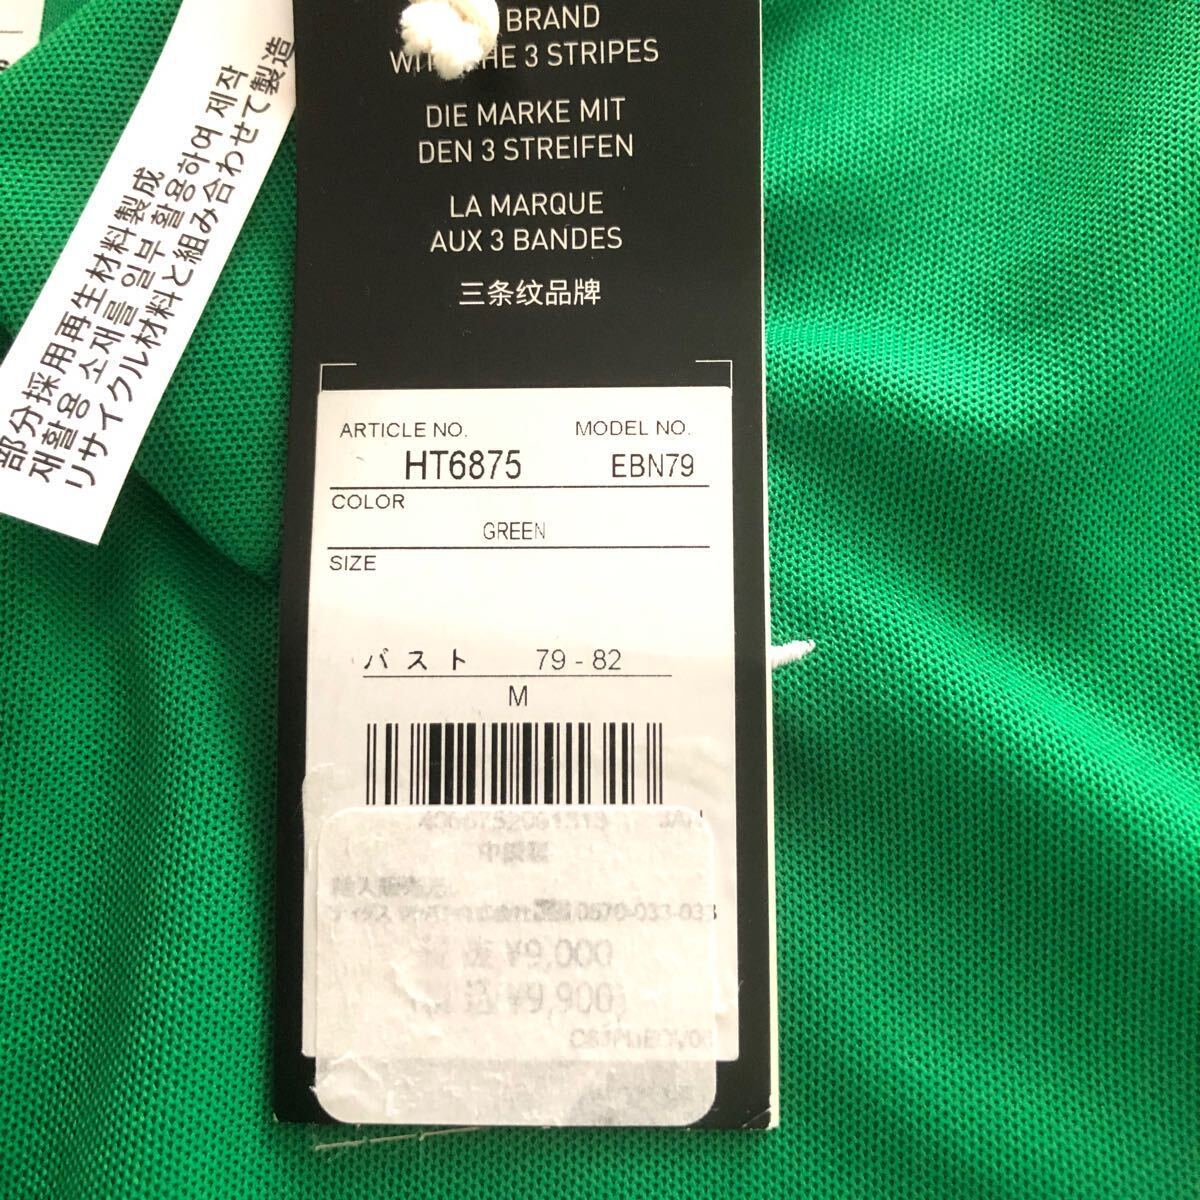 BRAND
THE 3 STRIPES
DIE MARKE MIT
DEN 3 STREIFEN
LA MARQUE
AUX 3 BANDES
三条纹品牌
部分採用再生材料製成
재활용 소재를 일부 활용하여 제작
リサイクル材料と組み合わせて製造
ARTICLE NO. MODEL NO.
HT6875 EBN79
COLOR
GREEN
SIZE
バスト 79 - 82
M
0570-033-033
¥9,000
¥9,900)